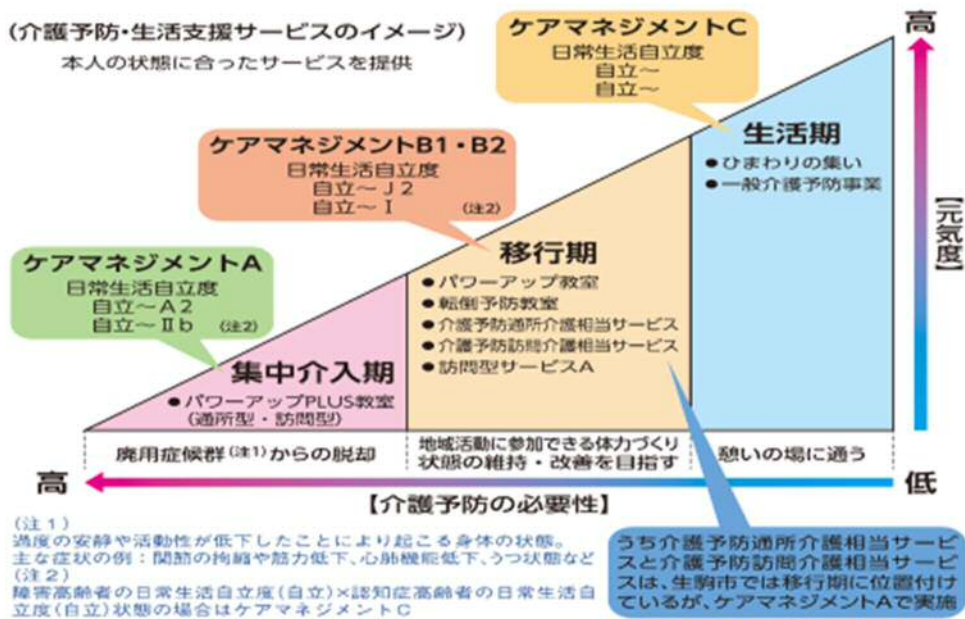 (介護予防・生活支援サービスのイメージ)
本人の状態に合ったサービスを提供
ケアマネジメントC
日常生活自立度
自立～
自立～
高
ケアマネジメントB1・B2
日常生活自立度
自立～J2
自立～I (注2)
ケアマネジメントA
日常生活自立度
自立～A2
自立～Ⅱb (注2)
集中介入期
●パワーアップPLUS教室
(通所型・訪問型)
移行期
●パワーアップ教室
●転倒予防教室
●介護予防通所介護相当サービス
●介護予防訪問介護相当サービス
●訪問型サービスA
生活期
●ひまわりの集い
●一般介護予防事業
【元気度】
廃用症候群(注1)からの脱却
地域活動に参加できる体力づくり
状態の維持・改善を目指す
憩いの場に通う
高
【介護予防の必要性】
低
(注1)
過度の安静や活動性が低下したことにより起こる身体の状態。
主な症状の例：関節の拘縮や筋力低下、心肺機能低下、うつ状態など
(注2)
障害高齢者の日常生活自立度(自立)×認知症高齢者の日常生活自
立度(自立)状態の場合はケアマネジメントC
うち介護予防通所介護相当サービ
スと介護予防訪問介護相当サービス
は、生駒市では移行期に位置付け
ているが、ケアマネジメントAで実施